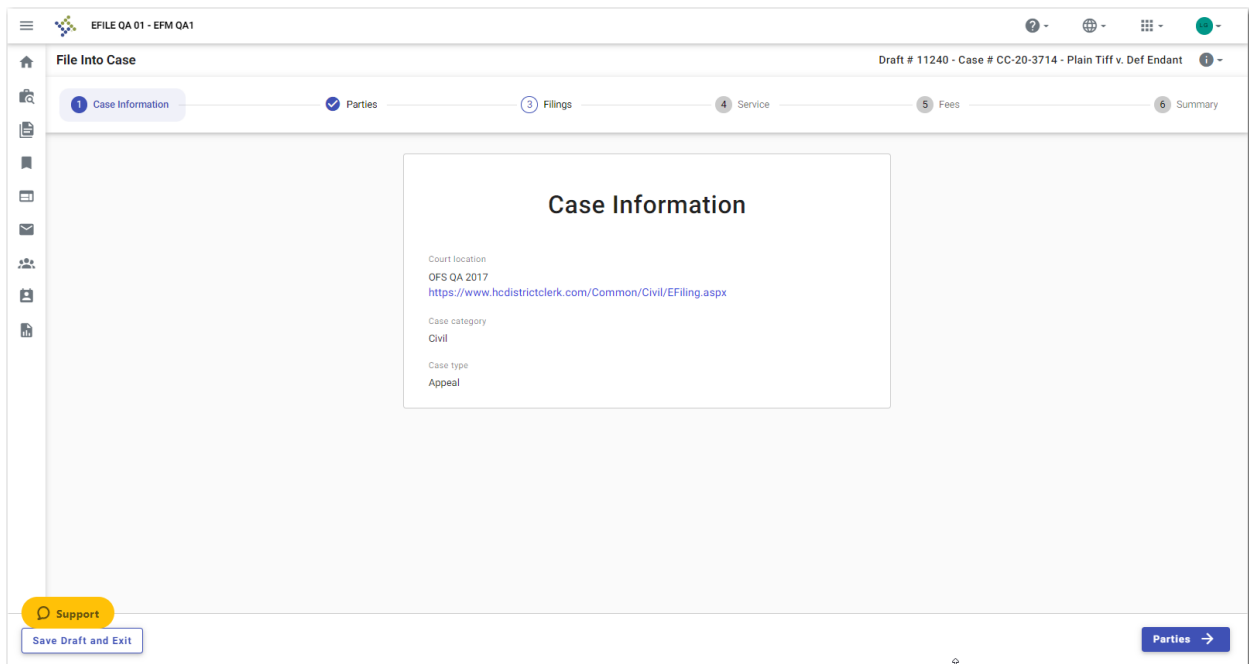 EFILE QA 01 - EFM QA1
File Into Case
Draft # 11240 - Case # CC-20-3714 - Plain Tiff v. Def Endant
1 Case Information
Parties
3 Filings
4 Service
5 Fees
6 Summary
Case Information
Court location
OFS QA 2017
https://www.hcdistrictclerk.com/Common/Civil/EFiling.aspx
Case category
Civil
Case type
Appeal
Support
Save Draft and Exit
Parties